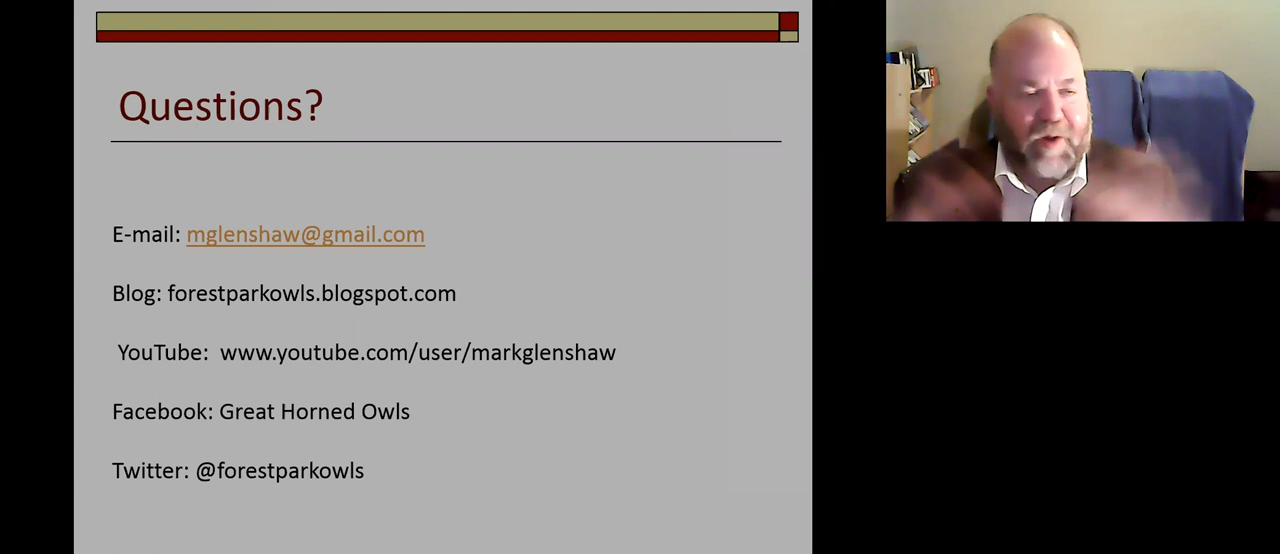 Questions?
E-mail: mglenshaw@gmail.com
Blog: forestparkowls.blogspot.com
YouTube: www.youtube.com/user/markglenshaw
Facebook: Great Horned Owls
Twitter: @forestparkowls